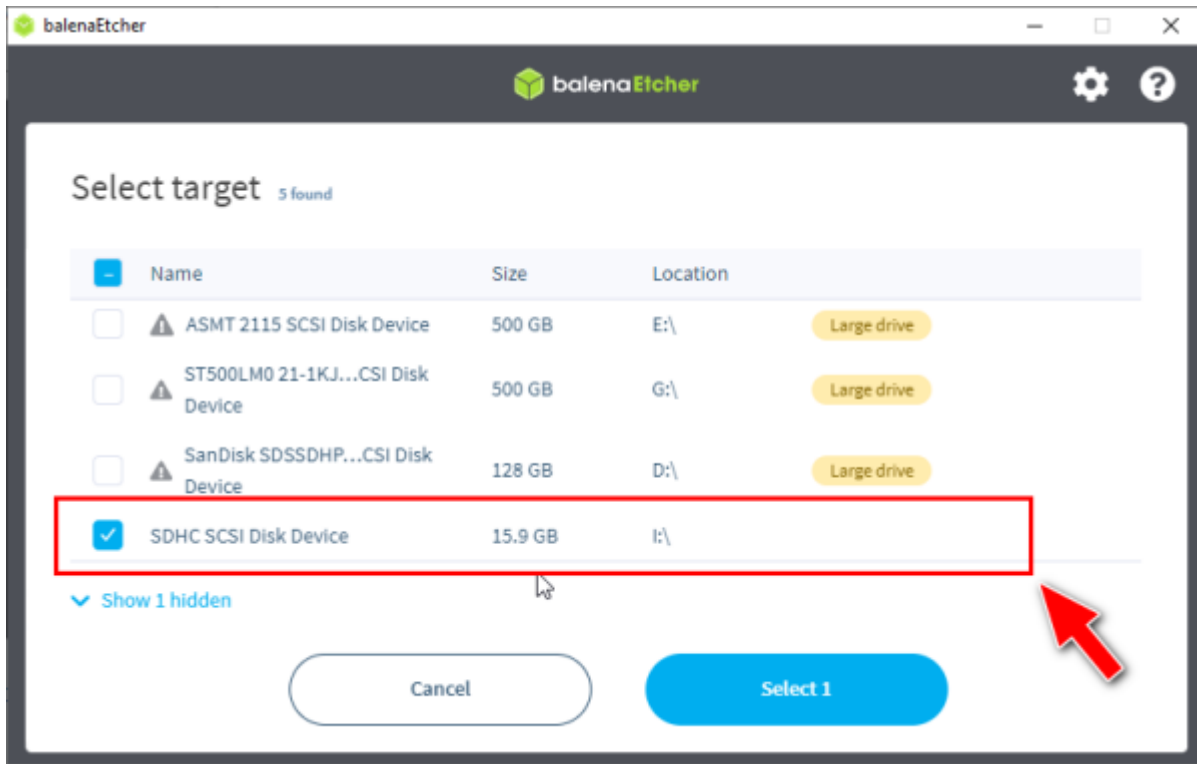 balenaEtcher
balenaEtcher
Select target 5 found
Name Size Location
ASMT 2115 SCSI Disk Device 500 GB E:\ Large drive
ST500LM0 21-1KJ...CSI Disk
Device 500 GB G:\ Large drive
SanDisk SDSSDHP...CSI Disk
Device 128 GB D:\ Large drive
SDHC SCSI Disk Device 15.9 GB I:\
Show 1 hidden
Cancel Select 1